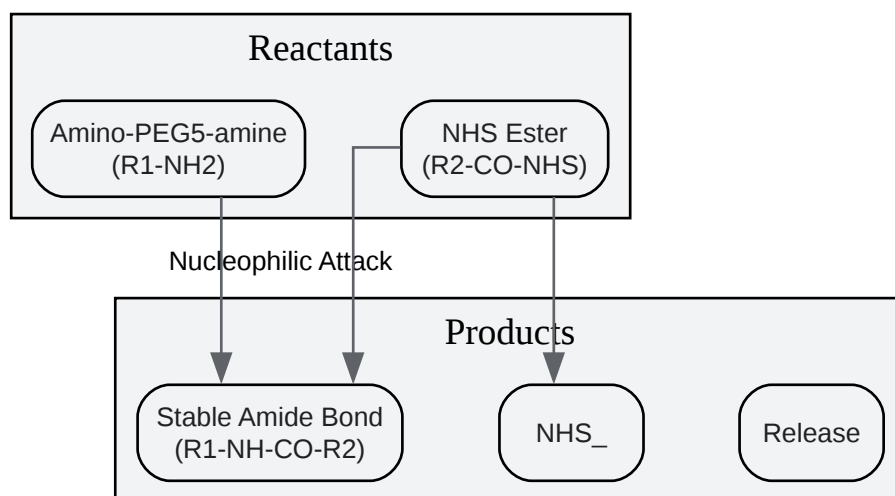 Reactants
Amino-PEG5-amine
(R1-NH2)
NHS Ester
(R2-CO-NHS)
Nucleophilic Attack
Products
Stable Amide Bond
(R1-NH-CO-R2)
NHS_
Release